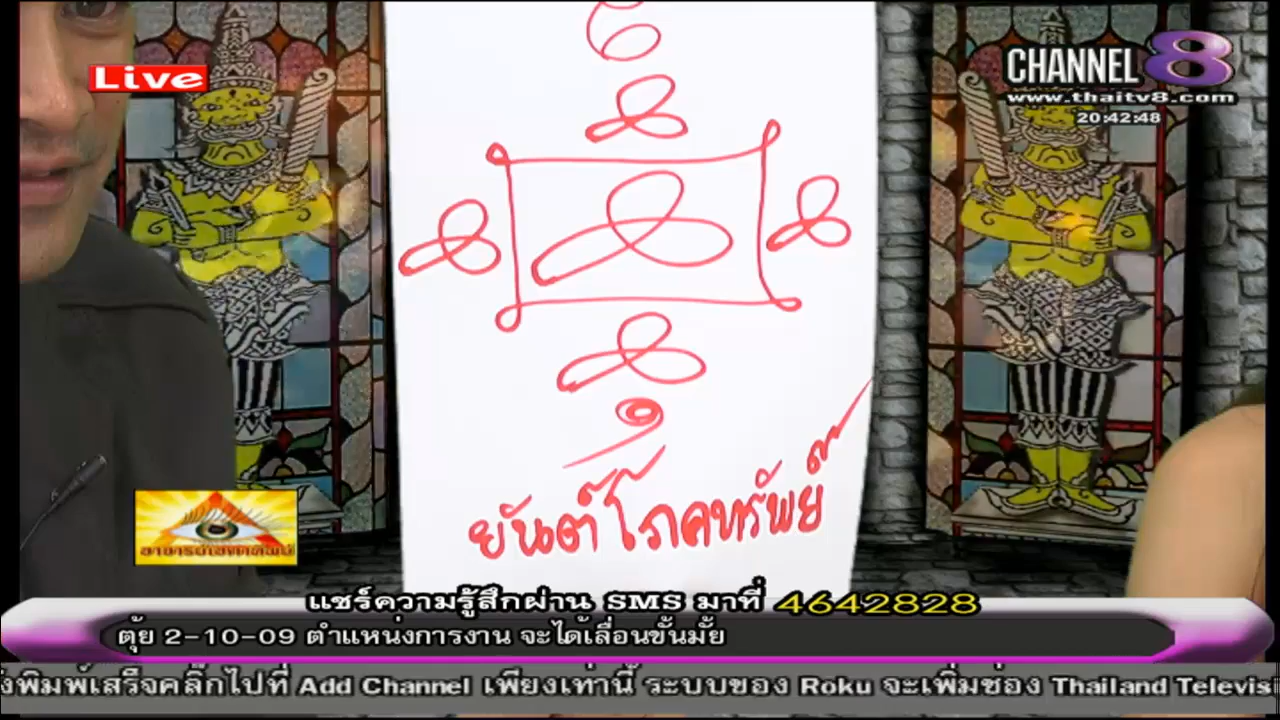 Live
CHANNEL 8
www.thaitv8.com
20:42:48
ยันต์โภคทรัพย์
แชร์ความรู้สึกผ่าน SMS มาที่ 4642828
ตุ้ย 2-10-09 ตำแหน่งการงาน จะได้เลื่อนขั้นมั้ย
พิมพ์เสร็จคลิ๊กไปที่ Add Channel เพียงเท่านี้ ระบบของ Roku จะเพิ่มช่อง Thailand Televisi